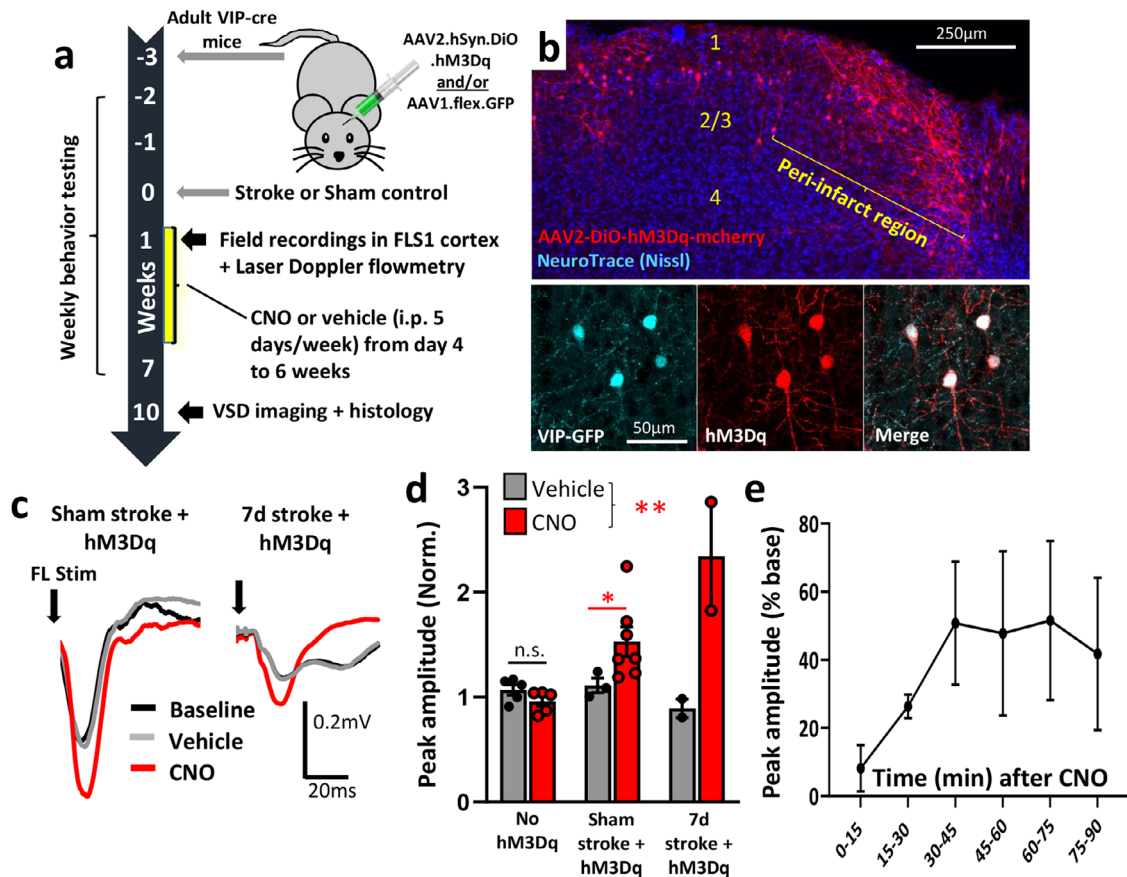 a
Adult VIP-cre
mice
AAV2.hSyn.DiO
.hM3Dq
and/or
AAV1.flex.GFP
Weekly behavior testing
-3
-2
-1
0
1
Weeks
7
10
Stroke or Sham control
Field recordings in FLS1 cortex
+ Laser Doppler flowmetry
CNO or vehicle (i.p. 5
days/week) from day 4
to 6 weeks
VSD imaging + histology
b
1
250μm
2/3
4
Peri-infarct region
AAV2-DiO-hM3Dq-mcherry
NeuroTrace (Nissl)
VIP-GFP
50μm
hM3Dq
Merge
c
Sham stroke +
hM3Dq
7d stroke +
hM3Dq
FL Stim
Baseline
Vehicle
CNO
0.2mV
20ms
d
Peak amplitude (Norm.)
3
2
1
0
Vehicle
CNO
**
n.s.
*
No
hM3Dq
Sham
stroke +
hM3Dq
7d
stroke +
hM3Dq
e
Peak amplitude (% base)
80
60
40
20
0
Time (min) after CNO
0-15
15-30
30-45
45-60
60-75
75-90